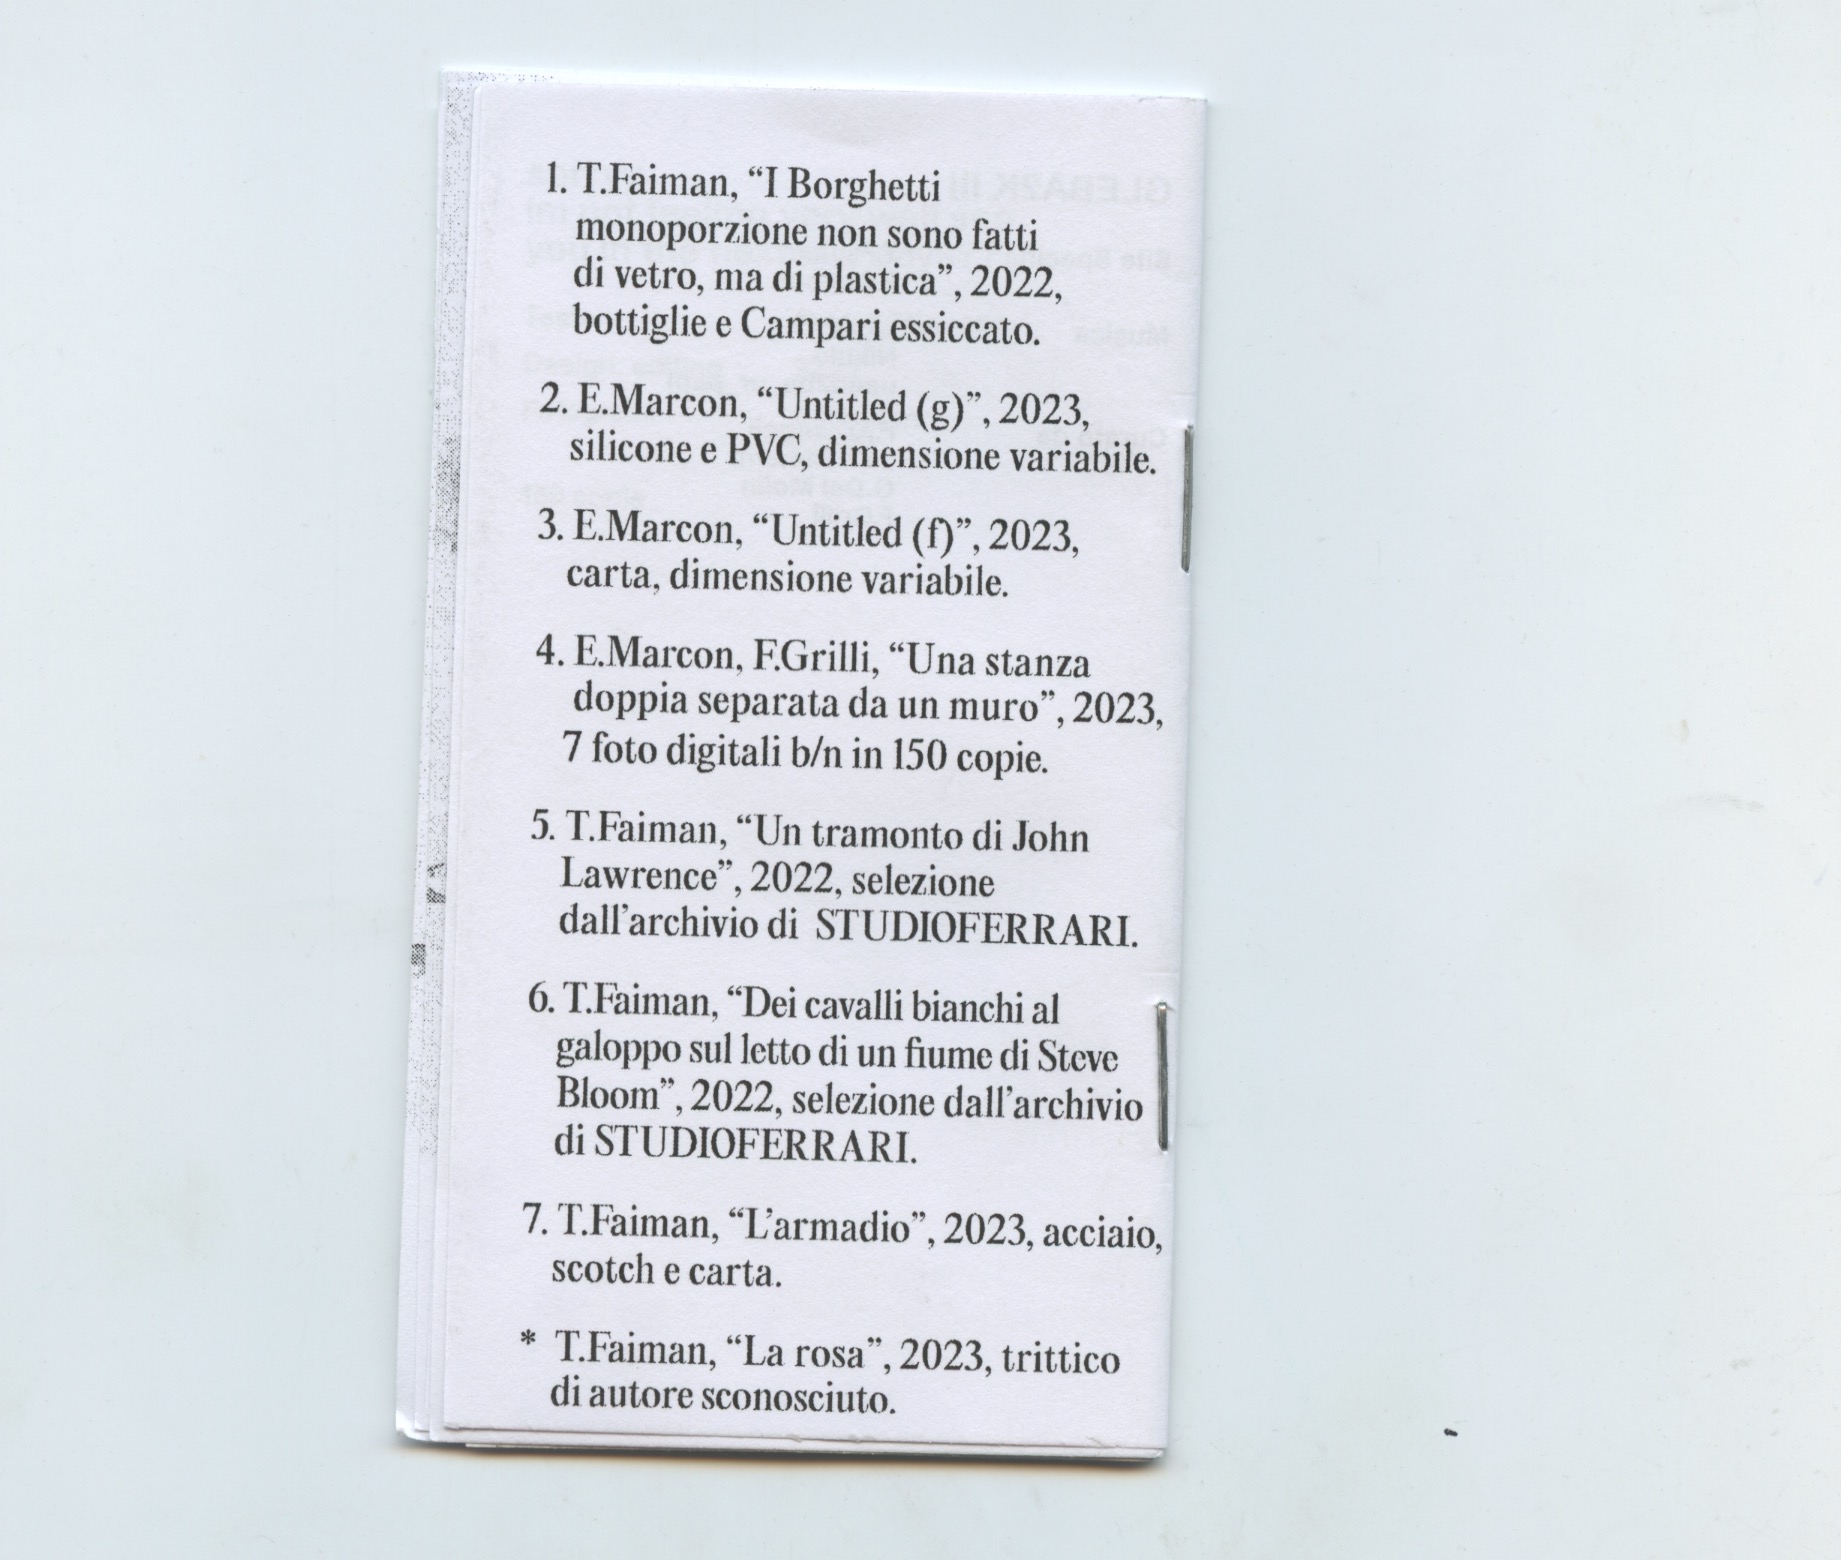 1. T.Faiman, “I Borghetti
monoporzione non sono fatti
di vetro, ma di plastica”, 2022,
bottiglie e Campari essiccato.
2. E.Marcon, “Untitled (g)”, 2023,
silicone e PVC, dimensione variabile.
3. E.Marcon, “Untitled (f)”, 2023,
carta, dimensione variabile.
4. E.Marcon, F.Grilli, “Una stanza
doppia separata da un muro”, 2023,
7 foto digitali b/n in 150 copie.
5. T.Faiman, “Un tramonto di John
Lawrence”, 2022, selezione
dall’archivio di STUDIOFERRARI.
6. T.Faiman, “Dei cavalli bianchi al
galoppo sul letto di un fiume di Steve
Bloom”, 2022, selezione dall’archivio
di STUDIOFERRARI.
7. T.Faiman, “L’armadio”, 2023, acciaio,
scotch e carta.
* T.Faiman, “La rosa”, 2023, trittico
di autore sconosciuto.